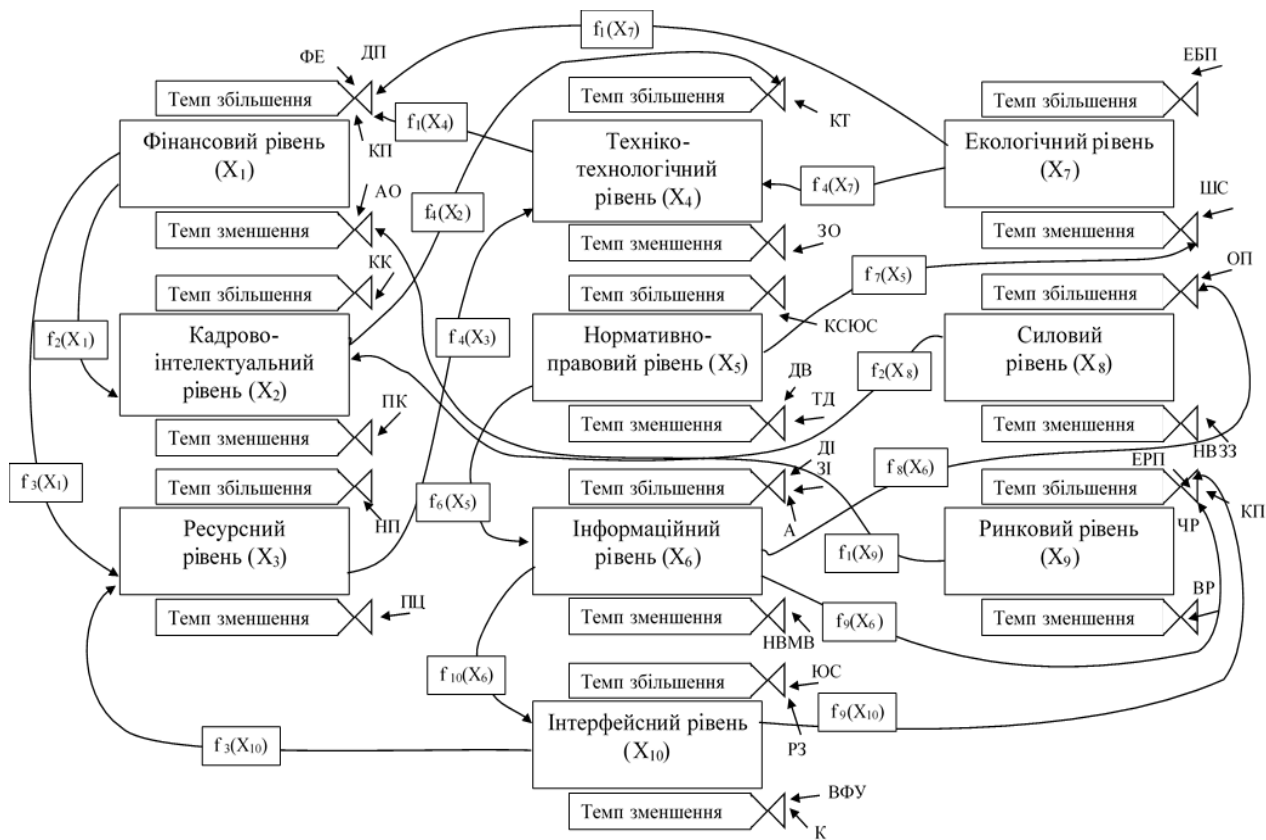 f₁(X₇)
ФЕ
ДП
ЕБП
Темп збільшення
Темп збільшення
Темп збільшення
f₁(X₄)
КТ
Фінансовий рівень
(X₁)
КП
Техніко-
технологічний
рівень (X₄)
f₄(X₇)
Екологічний рівень
(X₇)
АО
f₄(X₂)
ШС
Темп зменшення
Темп зменшення
ЗО
Темп зменшення
КК
f₇(X₅)
ОП
Темп збільшення
Темп збільшення
Темп збільшення
КСЮС
f₂(X₁)
Кадрово-
інтелектуальний
рівень (X₂)
f₄(X₃)
Нормативно-
правовий рівень (X₅)
f₂(X₈)
Силовий
рівень (X₈)
ПК
ДВ
ТД
Темп зменшення
Темп зменшення
Темп зменшення
НВЗЗ
f₃(X₁)
f₆(X₅)
ДІ
ЗІ
f₈(X₆)
ЕРП
Темп збільшення
Темп збільшення
Темп збільшення
НП
А
ЧР
КП
Ресурсний
рівень (X₃)
Інформаційний
рівень (X₆)
f₁(X₉)
Ринковий рівень
(X₉)
ПЦ
ВР
Темп зменшення
Темп зменшення
Темп зменшення
НВМВ
f₉(X₆)
f₁₀(X₆)
Темп збільшення
ЮС
f₃(X₁₀)
Інтерфейсний рівень
(X₁₀)
f₉(X₁₀)
РЗ
Темп зменшення
ВФУ
К